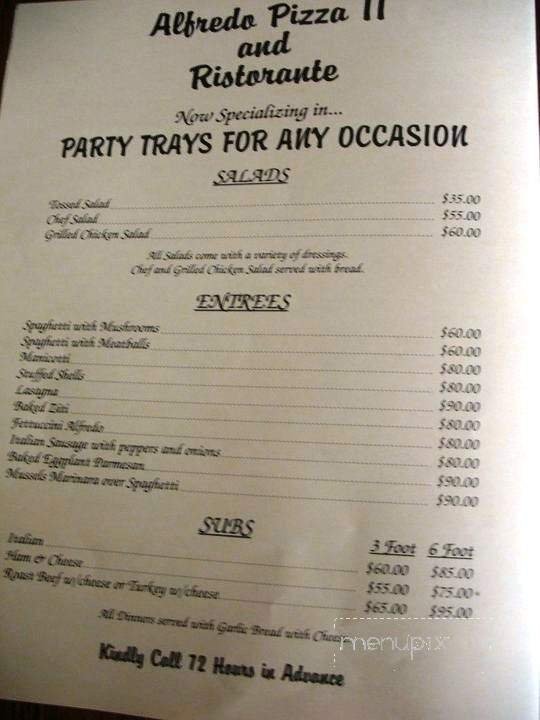 Alfredo Pizza II
and
Ristorante
Now Specializing in...
PARTY TRAYS FOR ANY OCCASION
SALADS
Tossed Salad $35.00
Chef Salad $55.00
Grilled Chicken Salad $60.00
All Salads come with a variety of dressings.
Chef and Grilled Chicken Salad served with bread.
ENTREES
Spaghetti with Mushrooms $60.00
Spaghetti with Meatballs $60.00
Manicotti $80.00
Stuffed Shells $80.00
Lasagna $90.00
Baked Ziti $80.00
Fettuccini Alfredo $80.00
Italian Sausage with peppers and onions $80.00
Baked Eggplant Parmesan $90.00
Mussels Marinara over Spaghetti $90.00
SUBS
3 Foot 6 Foot
Italian $60.00 $85.00
Ham & Cheese $55.00 $75.00
Roast Beef w/cheese or Turkey w/cheese $65.00 $95.00
All Dinners served with Garlic Bread with Cheese
menupix
Kindly Call 72 Hours in Advance